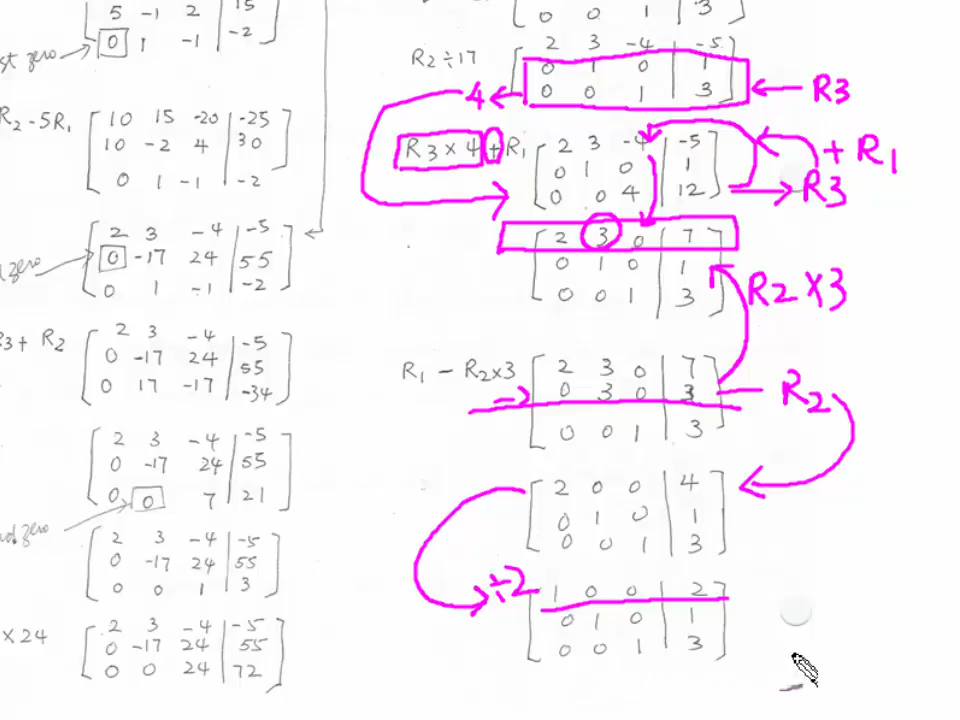 5 -1 2 | 15
0 1 -1 | -2
st zero
R2 - 5R1
10 15 -20 | -25
10 -2 4 | 30
0 1 -1 | -2
2 3 -4 | -5
0 -17 24 | 55
0 1 -1 | -2
zero
R3 + R2
2 3 -4 | -5
0 -17 24 | 55
0 17 -17 | -34
2 3 -4 | -5
0 -17 24 | 55
0 0 7 | 21
zero
2 3 -4 | -5
0 -17 24 | 55
0 0 1 | 3
× 24
2 3 -4 | -5
0 -17 24 | 55
0 0 24 | 72
0 0 1 | 3
R2 ÷ 17
2 3 -4 | -5
0 1 0 | 1
0 0 1 | 3
4
R3
R3 × 4 + R1
2 3 -4 | -5
0 1 0 | 1
0 0 4 | 12
+ R1
R3
2 3 0 | 7
0 1 0 | 1
0 0 1 | 3
R2 × 3
R1 - R2 × 3
2 3 0 | 7
0 3 0 | 3
0 0 1 | 3
R2
2 0 0 | 4
0 1 0 | 1
0 0 1 | 3
÷2
1 0 0 | 2
0 1 0 | 1
0 0 1 | 3